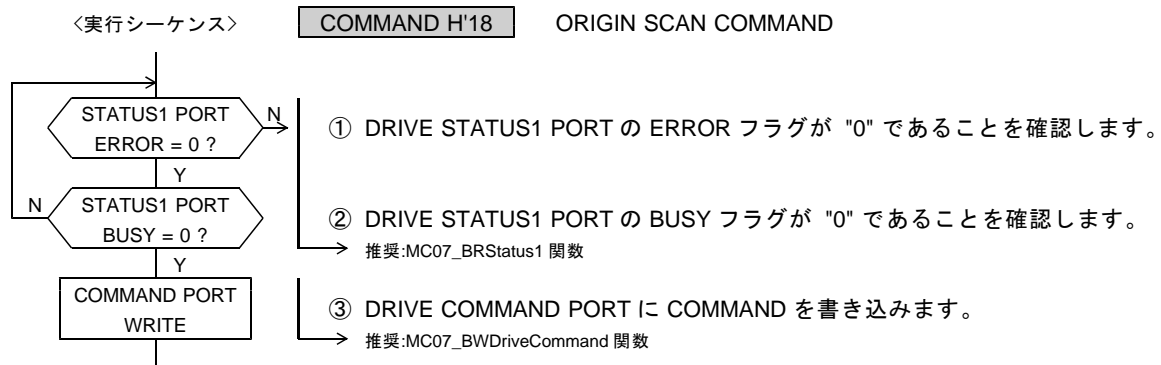 〈実行シーケンス〉 COMMAND H'18 ORIGIN SCAN COMMAND
STATUS1 PORT
ERROR = 0 ?
N
① DRIVE STATUS1 PORT の ERROR フラグが "0" であることを確認します。
Y
N
STATUS1 PORT
BUSY = 0 ?
② DRIVE STATUS1 PORT の BUSY フラグが "0" であることを確認します。
推奨:MC07_BRStatus1 関数
Y
COMMAND PORT
WRITE
③ DRIVE COMMAND PORT に COMMAND を書き込みます。
推奨:MC07_BWDriveCommand 関数